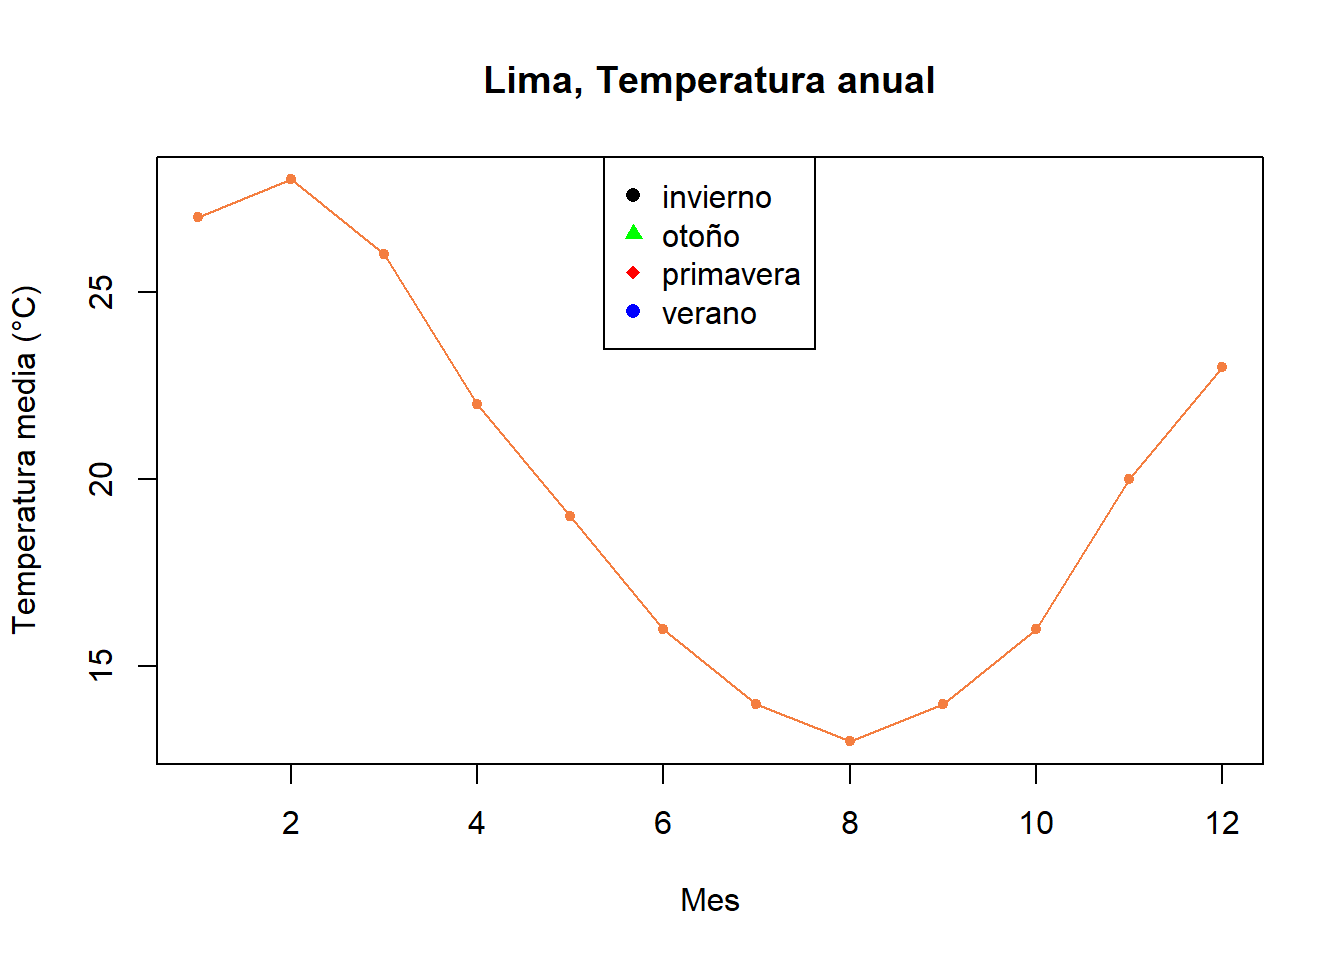 Lima, Temperatura anual
invierno
otoño
primavera
verano
Temperatura media (°C)
25
20
15
2 4 6 8 10 12
Mes